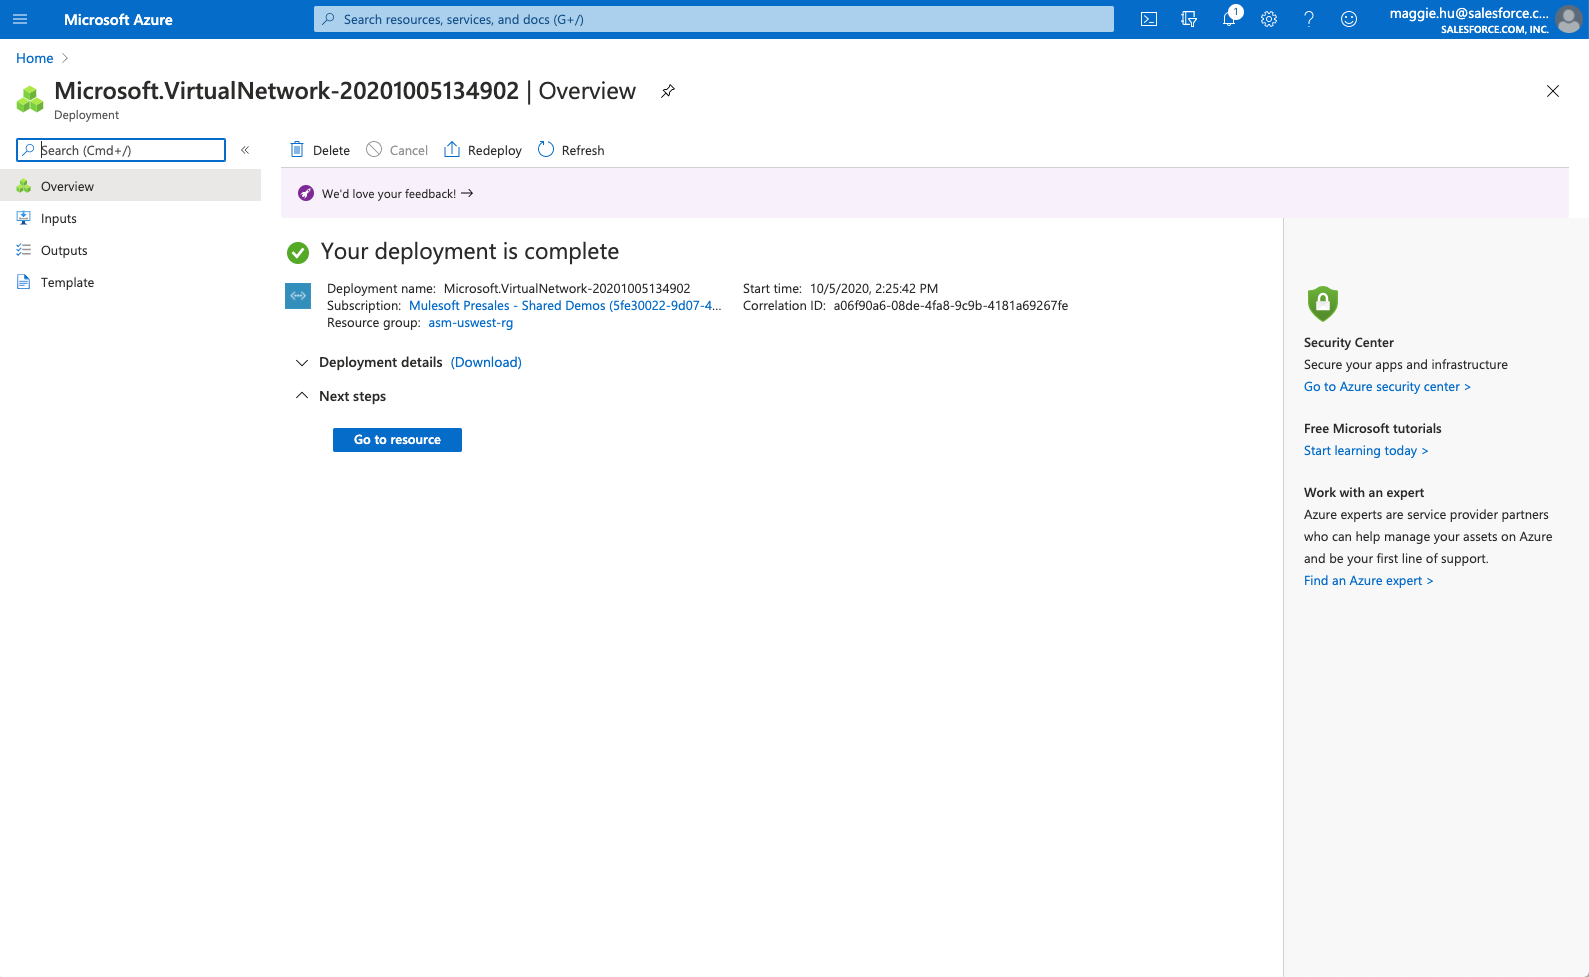 Microsoft Azure
Search resources, services, and docs (G+/)
1
maggie.hu@salesforce.c...
SALESFORCE.COM, INC.
Home
Microsoft.VirtualNetwork-20201005134902 | Overview
Deployment
Search (Cmd+/)
«
Delete
Cancel
Redeploy
Refresh
Overview
Inputs
Outputs
Template
We'd love your feedback! →
Your deployment is complete
Deployment name: Microsoft.VirtualNetwork-20201005134902
Subscription: Mulesoft Presales - Shared Demos (5fe30022-9d07-4...
Resource group: asm-uswest-rg
Start time: 10/5/2020, 2:25:42 PM
Correlation ID: a06f90a6-08de-4fa8-9c9b-4181a69267fe
Deployment details (Download)
Next steps
Go to resource
Security Center
Secure your apps and infrastructure
Go to Azure security center >
Free Microsoft tutorials
Start learning today >
Work with an expert
Azure experts are service provider partners
who can help manage your assets on Azure
and be your first line of support.
Find an Azure expert >